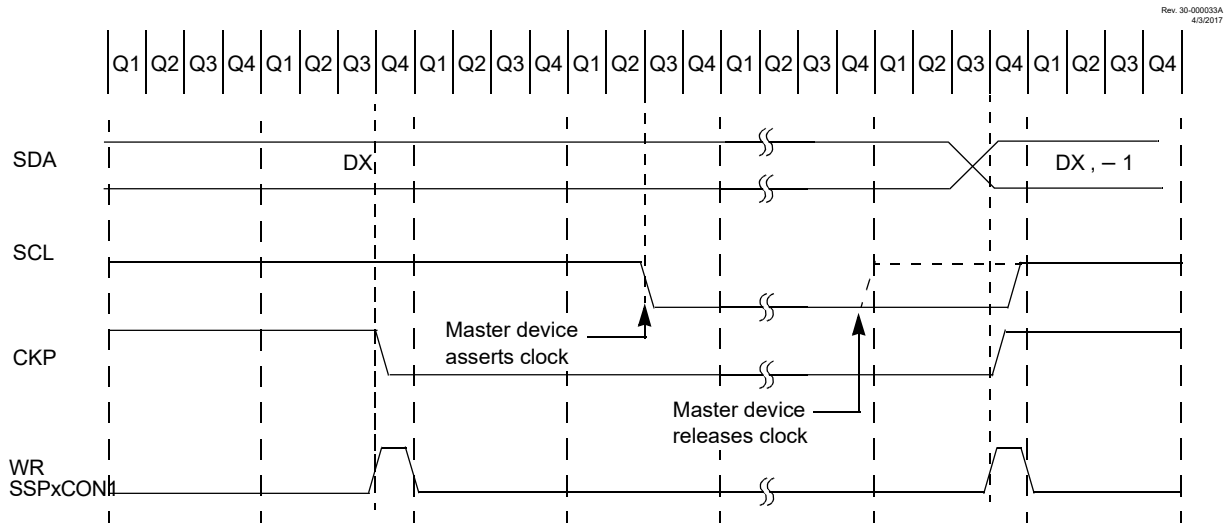 Rev. 30-000033A
4/3/2017
Q1 Q2 Q3 Q4 Q1 Q2 Q3 Q4 Q1 Q2 Q3 Q4 Q1 Q2 Q3 Q4 Q1 Q2 Q3 Q4 Q1 Q2 Q3 Q4 Q1 Q2 Q3 Q4
SDA
DX
DX , – 1
SCL
Master device
asserts clock
CKP
Master device
releases clock
WR
SSPxCON1